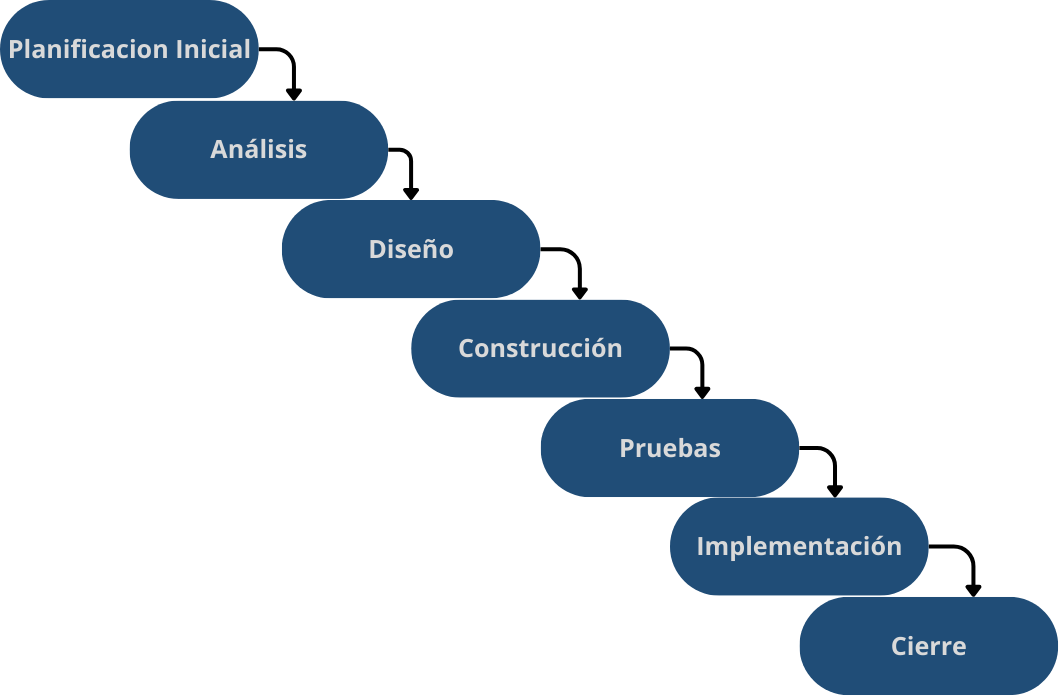 Planificacion Inicial
Análisis
Diseño
Construcción
Pruebas
Implementación
Cierre